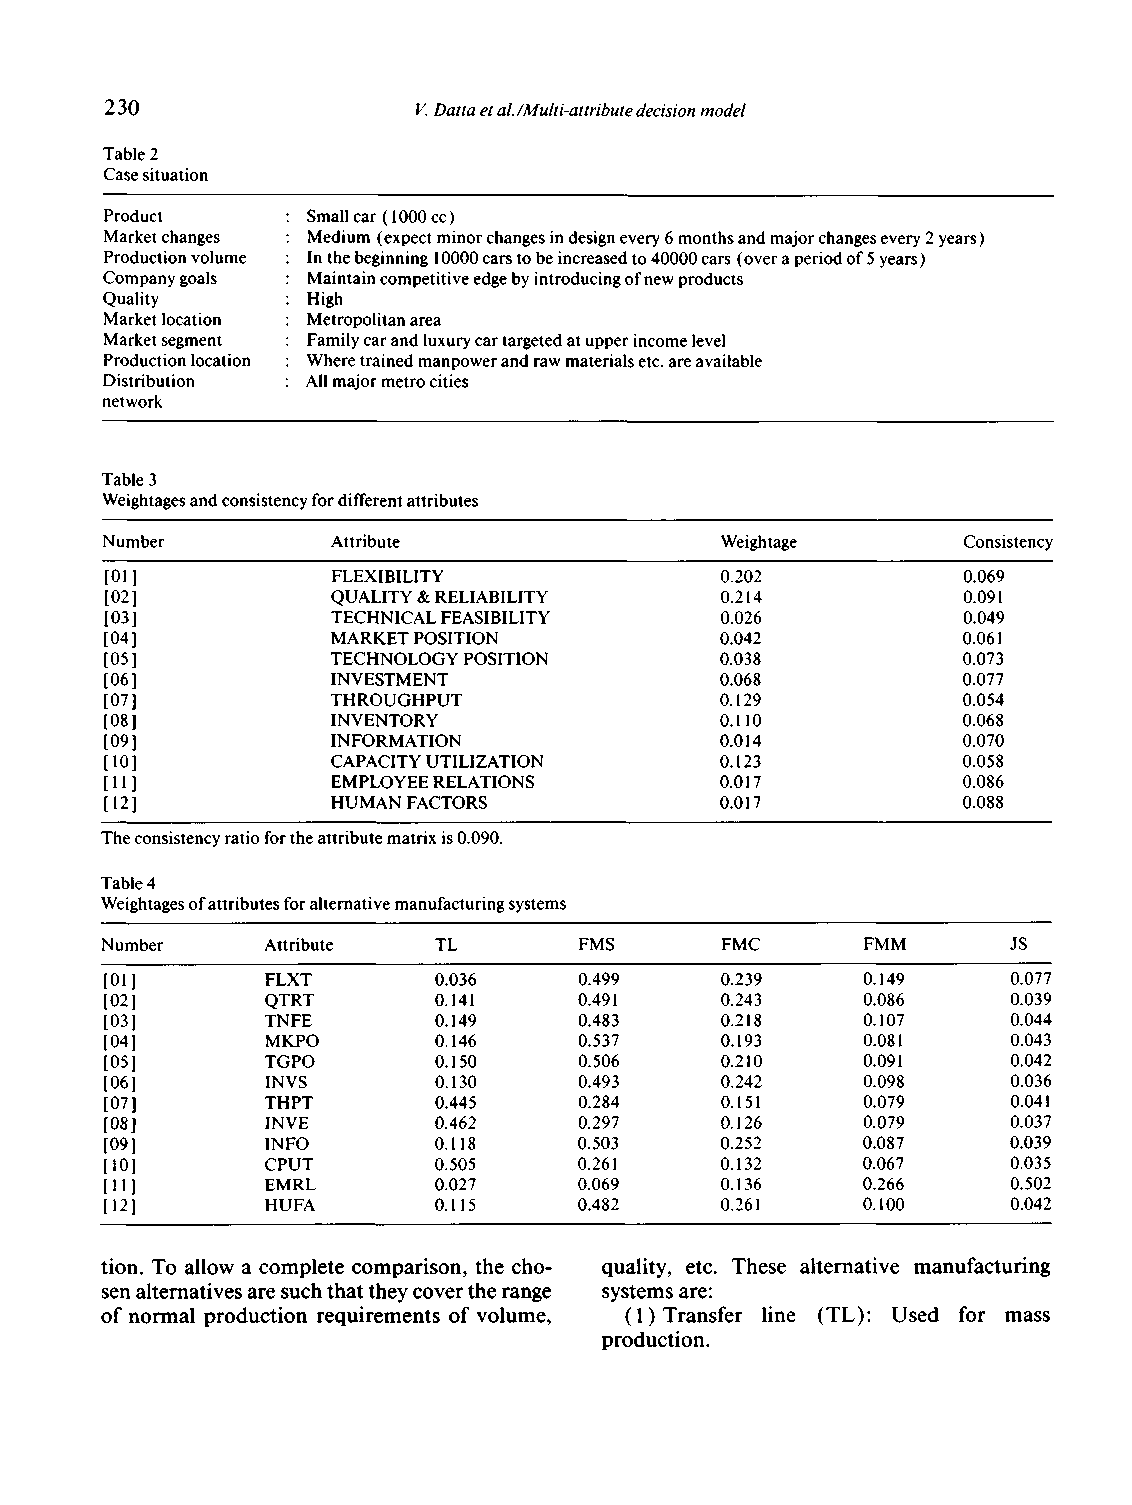 230
V. Datta et al./Multi-attribute decision model
Table 2
Case situation
Product : Small car (1000 cc)
Market changes : Medium (expect minor changes in design every 6 months and major changes every 2 years)
Production volume : In the beginning 10000 cars to be increased to 40000 cars (over a period of 5 years)
Company goals : Maintain competitive edge by introducing of new products
Quality : High
Market location : Metropolitan area
Market segment : Family car and luxury car targeted at upper income level
Production location : Where trained manpower and raw materials etc. are available
Distribution : All major metro cities
network
Table 3
Weightages and consistency for different attributes
Number Attribute Weightage Consistency
[01] FLEXIBILITY 0.202 0.069
[02] QUALITY & RELIABILITY 0.214 0.091
[03] TECHNICAL FEASIBILITY 0.026 0.049
[04] MARKET POSITION 0.042 0.061
[05] TECHNOLOGY POSITION 0.038 0.073
[06] INVESTMENT 0.068 0.077
[07] THROUGHPUT 0.129 0.054
[08] INVENTORY 0.110 0.068
[09] INFORMATION 0.014 0.070
[10] CAPACITY UTILIZATION 0.123 0.058
[11] EMPLOYEE RELATIONS 0.017 0.086
[12] HUMAN FACTORS 0.017 0.088
The consistency ratio for the attribute matrix is 0.090.
Table 4
Weightages of attributes for alternative manufacturing systems
Number Attribute TL FMS FMC FMM JS
[01] FLXT 0.036 0.499 0.239 0.149 0.077
[02] QTRT 0.141 0.491 0.243 0.086 0.039
[03] TNFE 0.149 0.483 0.218 0.107 0.044
[04] MKPO 0.146 0.537 0.193 0.081 0.043
[05] TGPO 0.150 0.506 0.210 0.091 0.042
[06] INVS 0.130 0.493 0.242 0.098 0.036
[07] THPT 0.445 0.284 0.151 0.079 0.041
[08] INVE 0.462 0.297 0.126 0.079 0.037
[09] INFO 0.118 0.503 0.252 0.087 0.039
[10] CPUT 0.505 0.261 0.132 0.067 0.035
[11] EMRL 0.027 0.069 0.136 0.266 0.502
[12] HUFA 0.115 0.482 0.261 0.100 0.042
tion. To allow a complete comparison, the cho-
sen alternatives are such that they cover the range
of normal production requirements of volume,
quality, etc. These alternative manufacturing
systems are:
(1) Transfer line (TL): Used for mass
production.